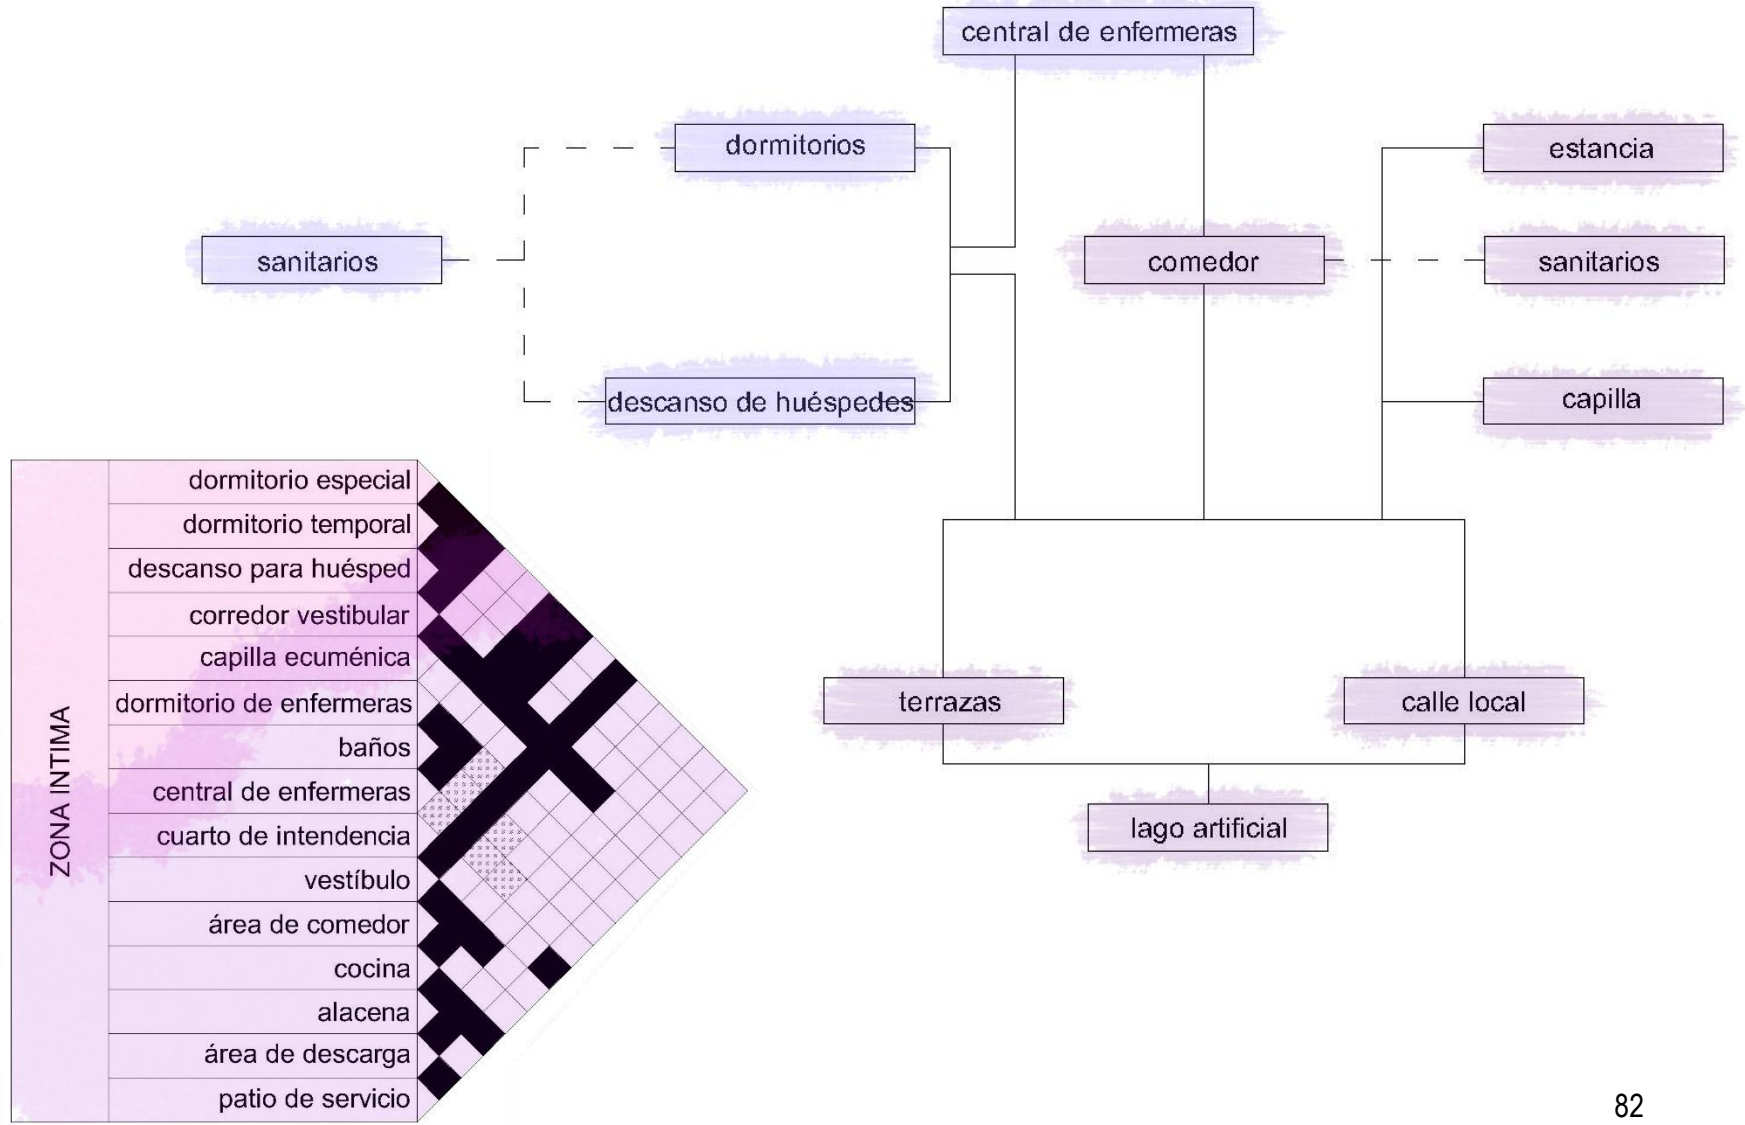 central de enfermeras
dormitorios
estancia
sanitarios
comedor
sanitarios
descanso de huéspedes
capilla
terrazas
calle local
lago artificial
ZONA INTIMA
dormitorio especial
dormitorio temporal
descanso para huésped
corredor vestibular
capilla ecuménica
dormitorio de enfermeras
baños
central de enfermeras
cuarto de intendencia
vestíbulo
área de comedor
cocina
alacena
área de descarga
patio de servicio
82